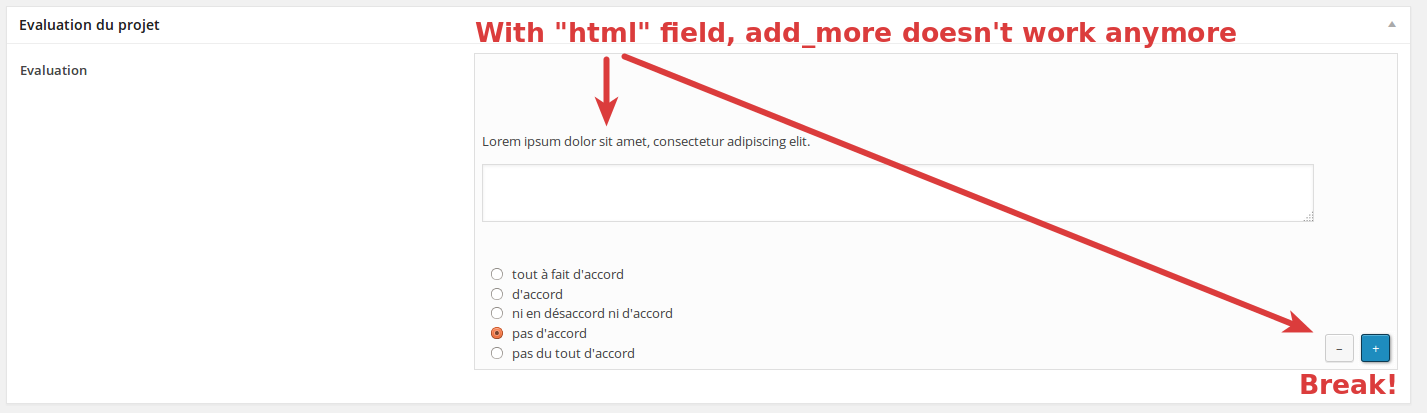 Evaluation du projet
With "html" field, add_more doesn't work anymore
Evaluation
Lorem ipsum dolor sit amet, consectetur adipiscing elit.
tout à fait d'accord
d'accord
ni en désaccord ni d'accord
pas d'accord
pas du tout d'accord
− +
Break!